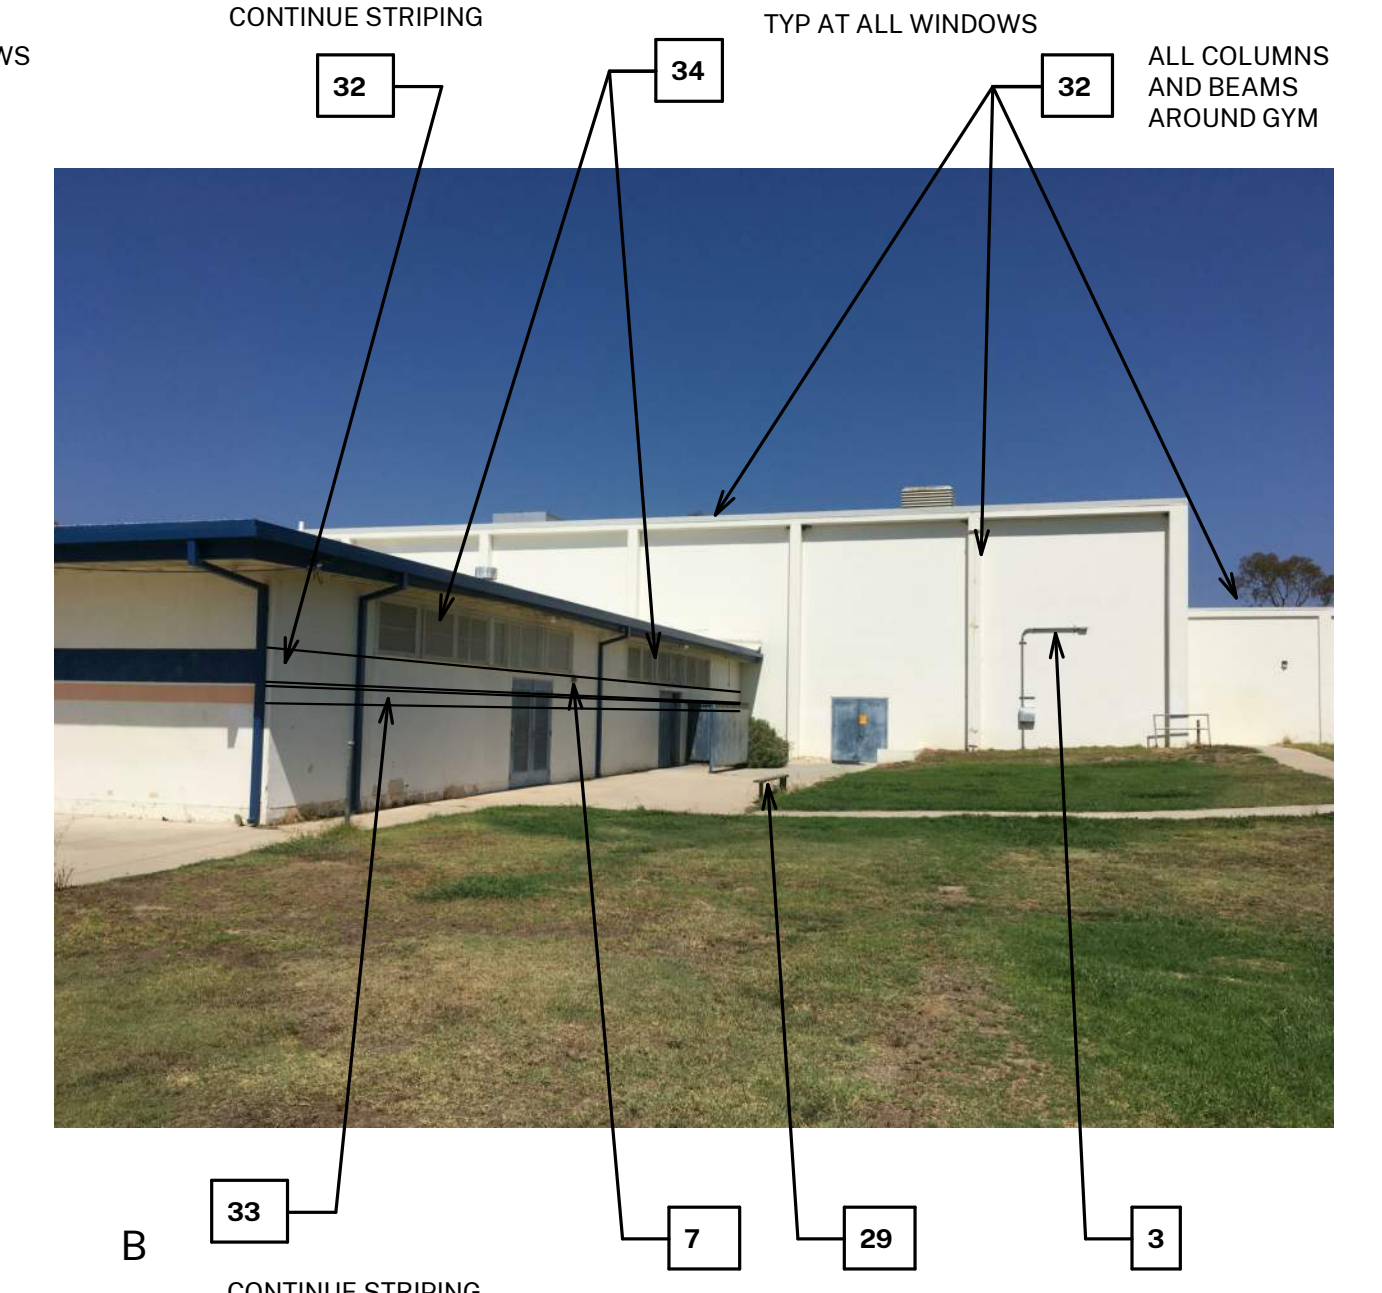 CONTINUE STRIPING
TYP AT ALL WINDOWS
WS
32
34
32
ALL COLUMNS
AND BEAMS
AROUND GYM
33
7
29
3
B
CONTINUE STRIPING